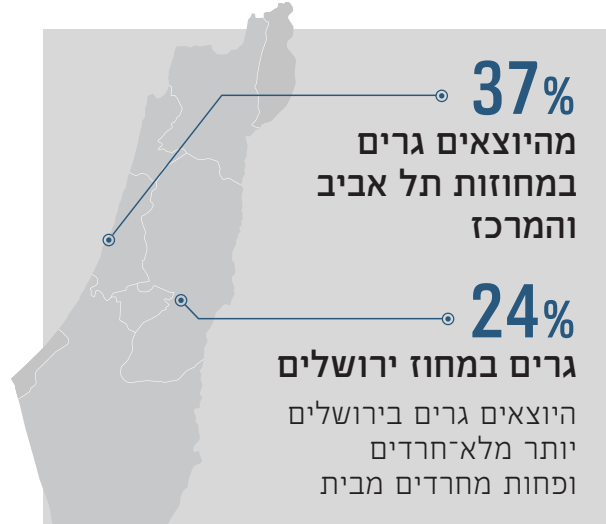 37%
מהיוצאים גרים
במחוזות תל אביב
והמרכז
24%
גרים במחוז ירושלים
היוצאים גרים בירושלים
יותר מלא־חרדים
ופחות מחרדים מבית